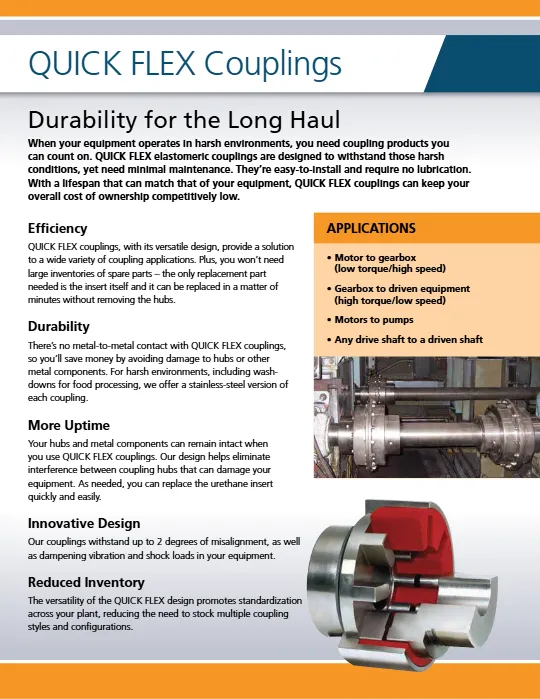 QUICK FLEX Couplings
Durability for the Long Haul
When your equipment operates in harsh environments, you need coupling products you
can count on. QUICK FLEX elastomeric couplings are designed to withstand those harsh
conditions, yet need minimal maintenance. They're easy-to-install and require no lubrication.
With a lifespan that can match that of your equipment, QUICK FLEX couplings can keep your
overall cost of ownership competitively low.
Efficiency
QUICK FLEX couplings, with its versatile design, provide a solution
to a wide variety of coupling applications. Plus, you won't need
large inventories of spare parts – the only replacement part
needed is the insert itself and it can be replaced in a matter of
minutes without removing the hubs.
Durability
There's no metal-to-metal contact with QUICK FLEX couplings,
so you'll save money by avoiding damage to hubs or other
metal components. For harsh environments, including wash-
downs for food processing, we offer a stainless-steel version of
each coupling.
More Uptime
Your hubs and metal components can remain intact when
you use QUICK FLEX couplings. Our design helps eliminate
interference between coupling hubs that can damage your
equipment. As needed, you can replace the urethane insert
quickly and easily.
Innovative Design
Our couplings withstand up to 2 degrees of misalignment, as well
as dampening vibration and shock loads in your equipment.
Reduced Inventory
The versatility of the QUICK FLEX design promotes standardization
across your plant, reducing the need to stock multiple coupling
styles and configurations.
APPLICATIONS
• Motor to gearbox
(low torque/high speed)
• Gearbox to driven equipment
(high torque/low speed)
• Motors to pumps
• Any drive shaft to a driven shaft